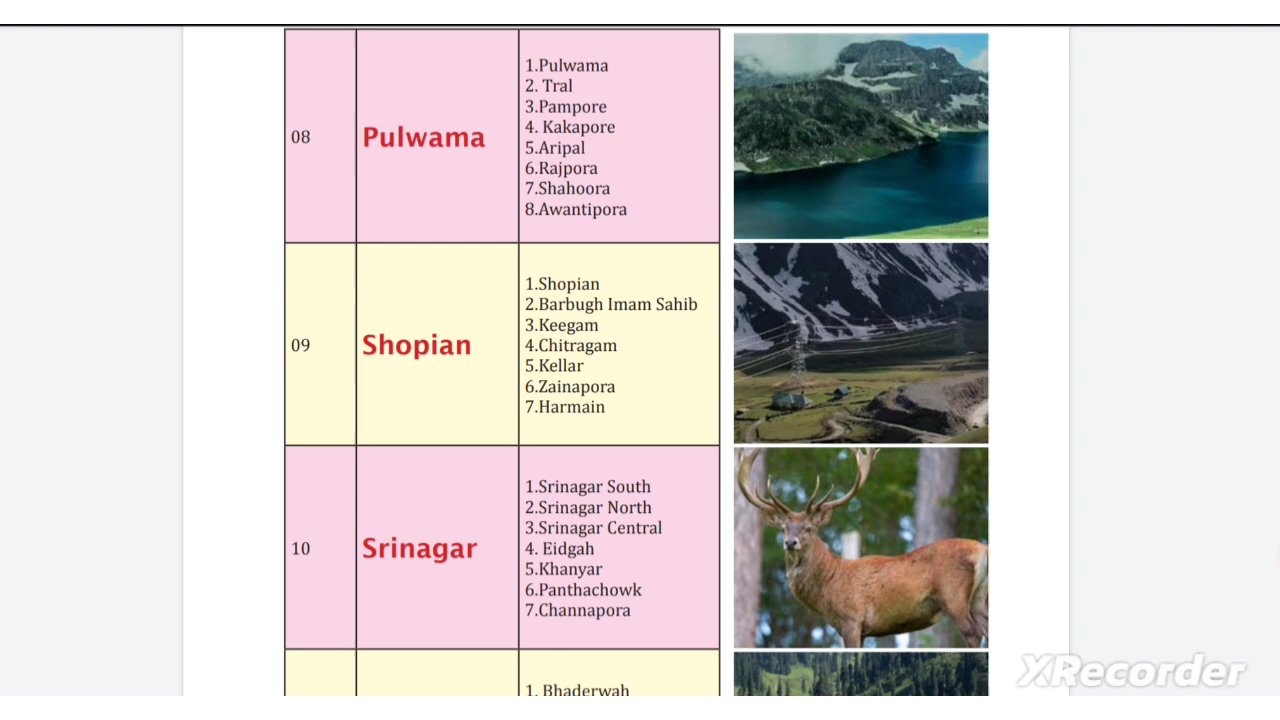 08
Pulwama
1.Pulwama
2. Tral
3.Pampore
4. Kakapore
5.Aripal
6.Rajpora
7.Shahoora
8.Awantipora
09
Shopian
1.Shopian
2.Barbugh Imam Sahib
3.Keegam
4.Chitragam
5.Kellar
6.Zainapora
7.Harmain
10
Srinagar
1.Srinagar South
2.Srinagar North
3.Srinagar Central
4. Eidgah
5.Khanyar
6.Panthachowk
7.Channapora
1. Bhaderwah
XRecorder